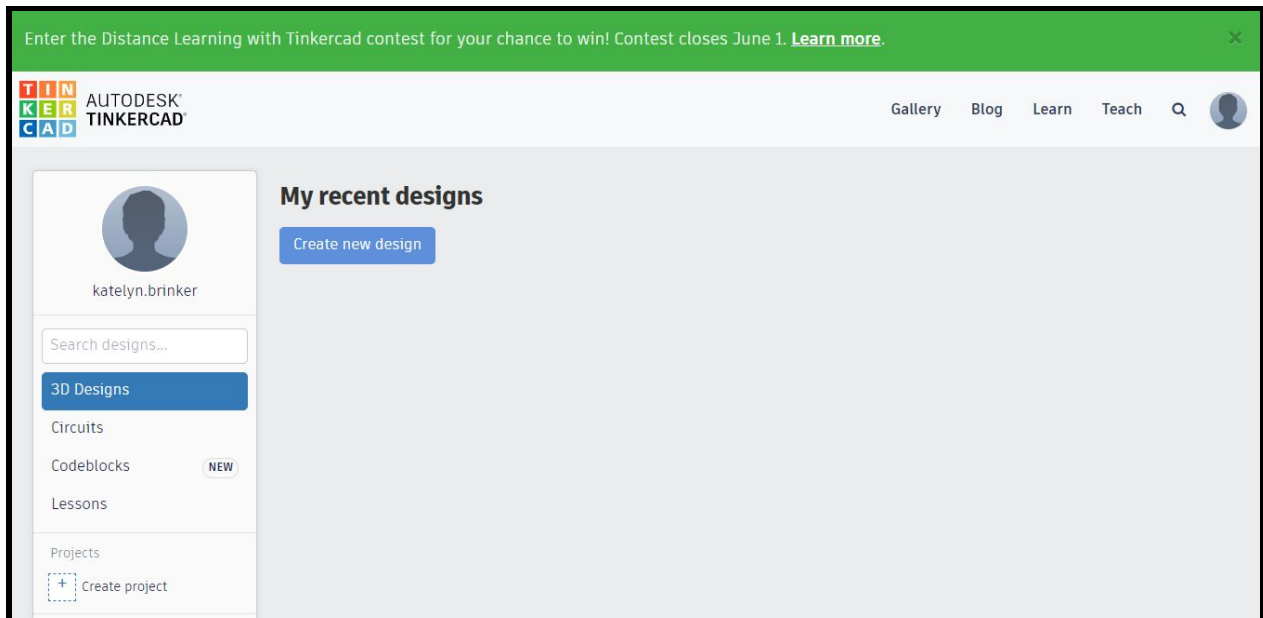 Enter the Distance Learning with Tinkercad contest for your chance to win! Contest closes June 1. Learn more.
×
TIN
KER
CAD
AUTODESK®
TINKERCAD®
Gallery Blog Learn Teach
katelyn.brinker
Search designs...
3D Designs
Circuits
Codeblocks NEW
Lessons
Projects
+ Create project
My recent designs
Create new design